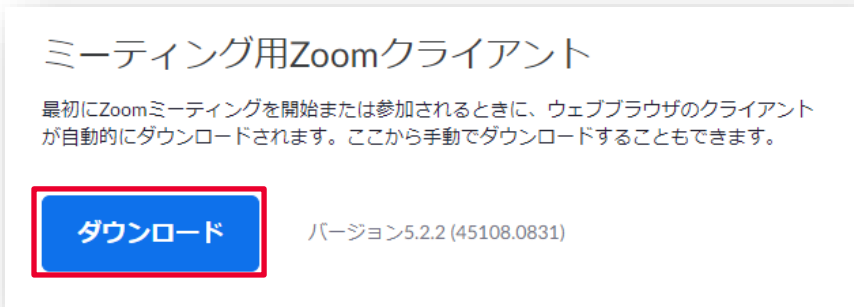 ミーティング用Zoomクライアント
最初にZoomミーティングを開始または参加されるときに、ウェブブラウザのクライアント
が自動的にダウンロードされます。ここから手動でダウンロードすることもできます。
ダウンロード バージョン5.2.2 (45108.0831)